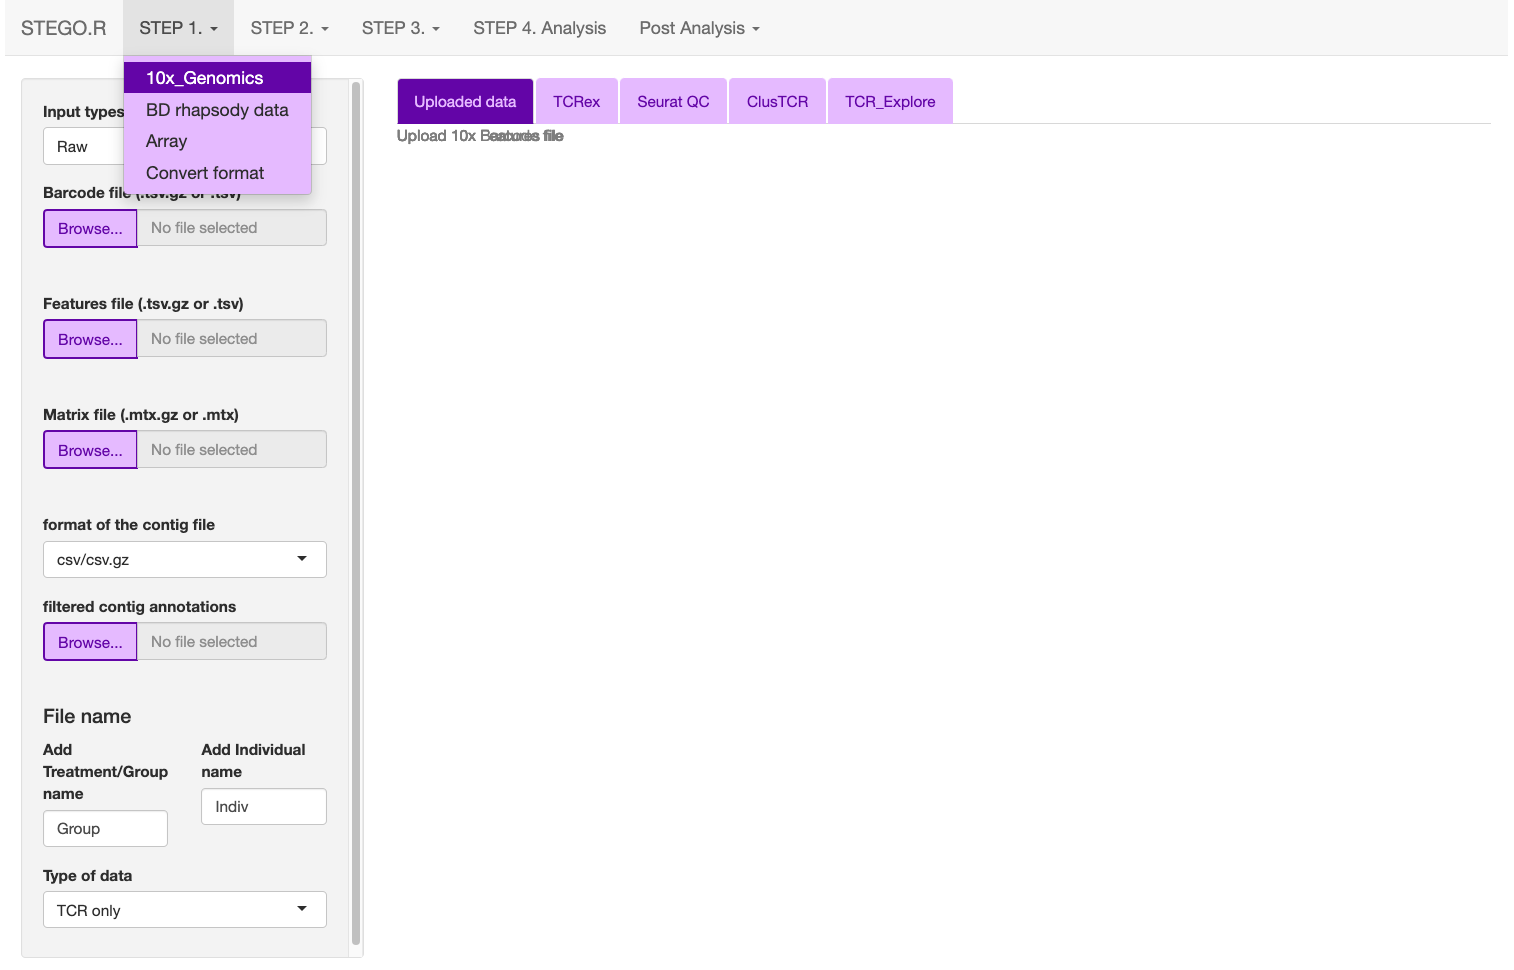 STEGO.R STEP 1. STEP 2. STEP 3. STEP 4. Analysis Post Analysis
10x_Genomics
BD rhapsody data
Array
Convert format
Input types
Raw
Barcode file (.tsv.gz or .tsv)
Browse... No file selected
Features file (.tsv.gz or .tsv)
Browse... No file selected
Matrix file (.mtx.gz or .mtx)
Browse... No file selected
format of the contig file
csv/csv.gz
filtered contig annotations
Browse... No file selected
File name
Add
Treatment/Group
name
Group
Add Individual
name
Indiv
Type of data
TCR only
Uploaded data TCRex Seurat QC ClusTCR TCR_Explore
Upload 10x file